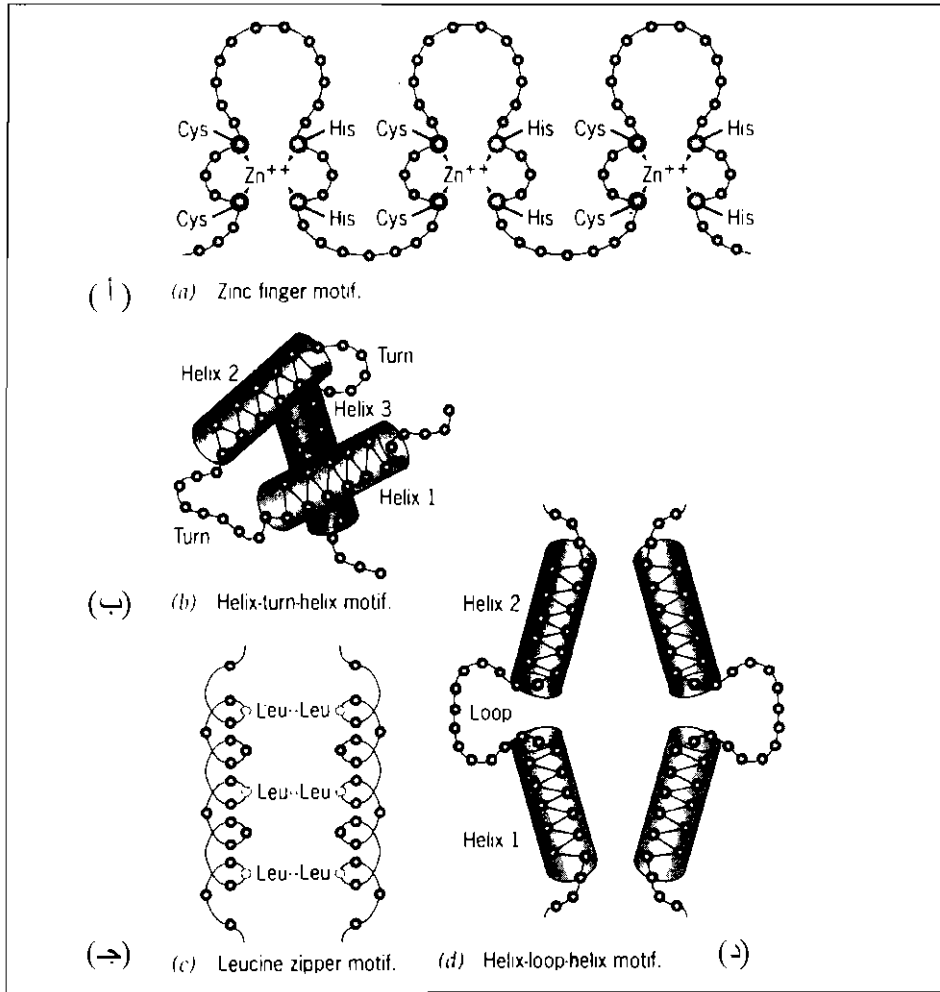 Cys His Cys His Cys His
Zn++ Zn++ Zn++
Cys His Cys His Cys His
(أ) (a) Zinc finger motif.
Turn
Helix 2
Helix 3
Helix 1
Turn
(ب) (b) Helix-turn-helix motif.
Helix 2
Leu··Leu
Loop
Leu··Leu
Helix 1
Leu··Leu
(جـ) (c) Leucine zipper motif. (d) Helix-loop-helix motif. (د)